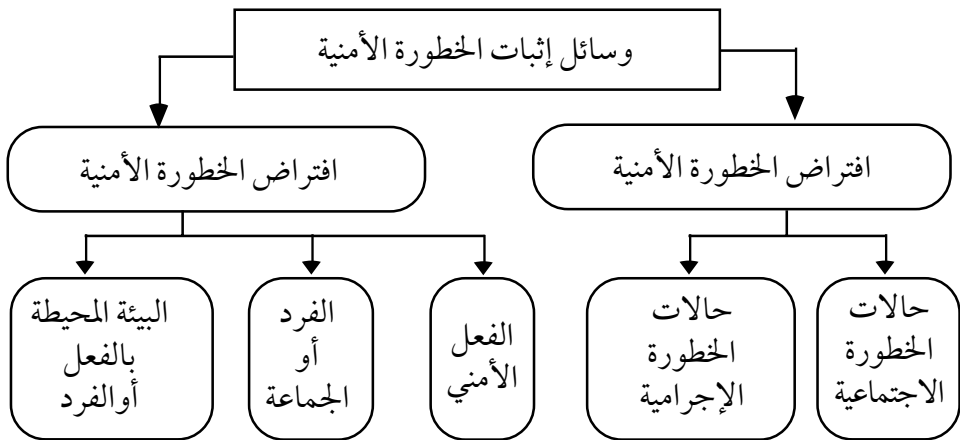 وسائل إثبات الخطورة الأمنية
افتراض الخطورة الأمنية
افتراض الخطورة الأمنية
حالات
الخطورة
الاجتماعية
حالات
الخطورة
الإجرامية
الفعل
الأمني
الفرد
أو
الجماعة
البيئة المحيطة
بالفعل
أوالفرد